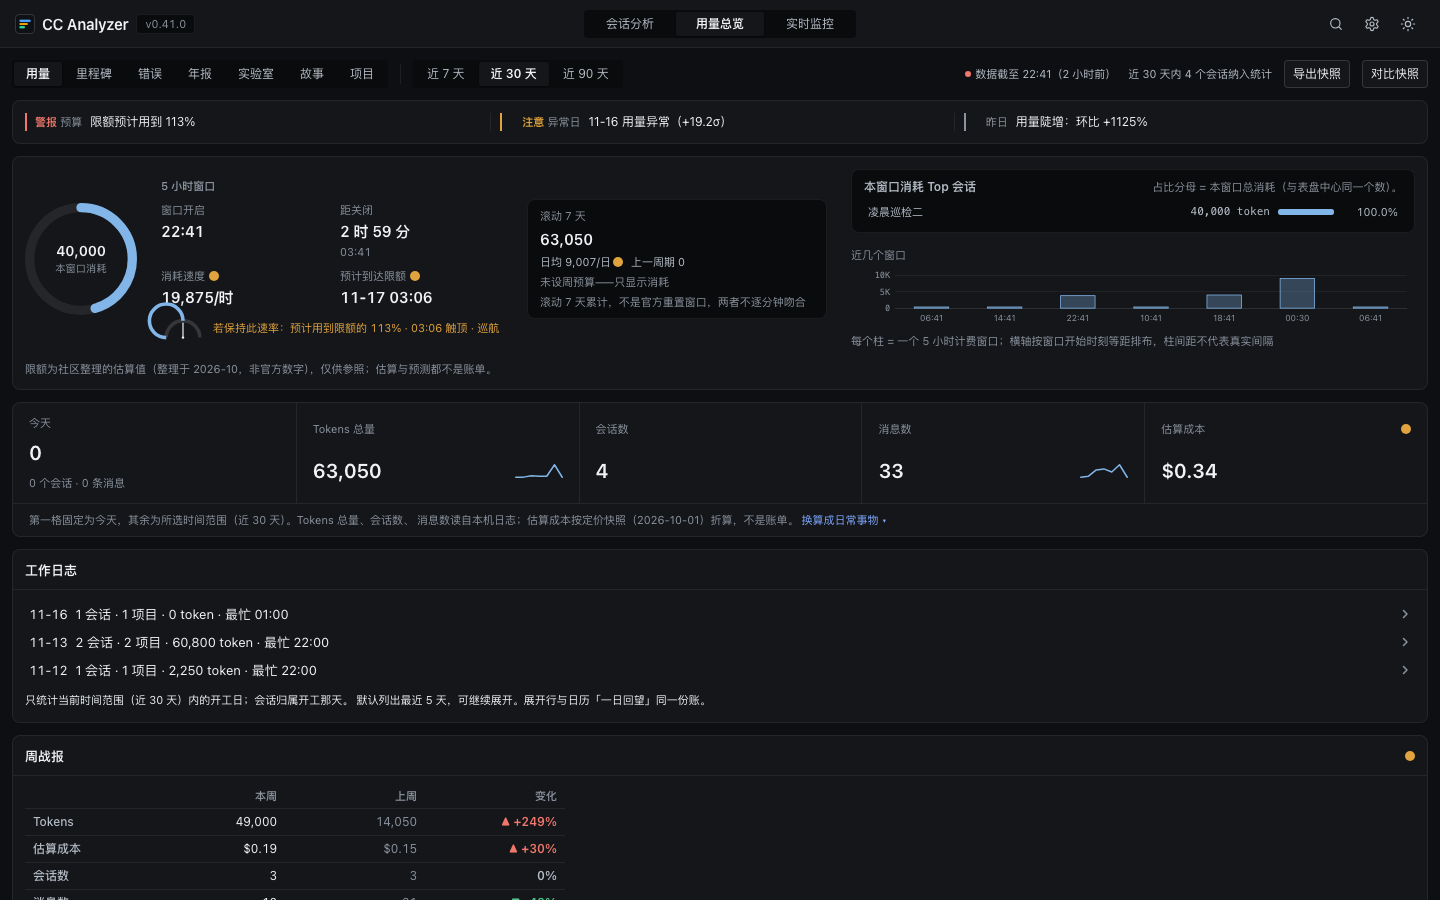 CC Analyzer v0.41.0
会话分析 用量总览 实时监控
用量 里程碑 错误 年报 实验室 故事 项目
近 7 天 近 30 天 近 90 天
数据截至 22:41（2 小时前） 近 30 天内 4 个会话纳入统计 导出快照 对比快照
警报 预算 限额预计用到 113%
注意 异常日 11-16 用量异常（+19.2σ）
昨日 用量陡增：环比 +1125%
40,000
本窗口消耗
5 小时窗口
窗口开启
22:41
距关闭
2 时 59 分
03:41
消耗速度
19,875/时
预计到达限额
11-17 03:06
若保持此速率：预计用到限额的 113% · 03:06 触顶 · 巡航
滚动 7 天
63,050
日均 9,007/日 上一周期 0
未设周预算——只显示消耗
滚动 7 天累计，不是官方重置窗口，两者不逐分钟吻合
本窗口消耗 Top 会话 占比分母 = 本窗口总消耗（与表盘中心同一个数）。
凌晨巡检二 40,000 token 100.0%
近几个窗口
10K
5K
0
06:41 14:41 22:41 10:41 18:41 00:30 06:41
每个柱 = 一个 5 小时计费窗口；横轴按窗口开始时刻等距排布，柱间距不代表真实间隔
限额为社区整理的估算值（整理于 2026-10，非官方数字），仅供参照；估算与预测都不是账单。
今天
0
0 个会话 · 0 条消息
Tokens 总量
63,050
会话数
4
消息数
33
估算成本
$0.34
第一格固定为今天，其余为所选时间范围（近 30 天）。Tokens 总量、会话数、 消息数读自本机日志；估算成本按定价快照（2026-10-01）折算，不是账单。 换算成日常事物 ▾
工作日志
11-16 1 会话 · 1 项目 · 0 token · 最忙 01:00
11-13 2 会话 · 2 项目 · 60,800 token · 最忙 22:00
11-12 1 会话 · 1 项目 · 2,250 token · 最忙 22:00
只统计当前时间范围（近 30 天）内的开工日；会话归属开工那天。 默认列出最近 5 天，可继续展开。展开行与日历「一日回望」同一份账。
周战报
本周 上周 变化
Tokens 49,000 14,050 ▲ +249%
估算成本 $0.19 $0.15 ▲ +30%
会话数 3 3 0%